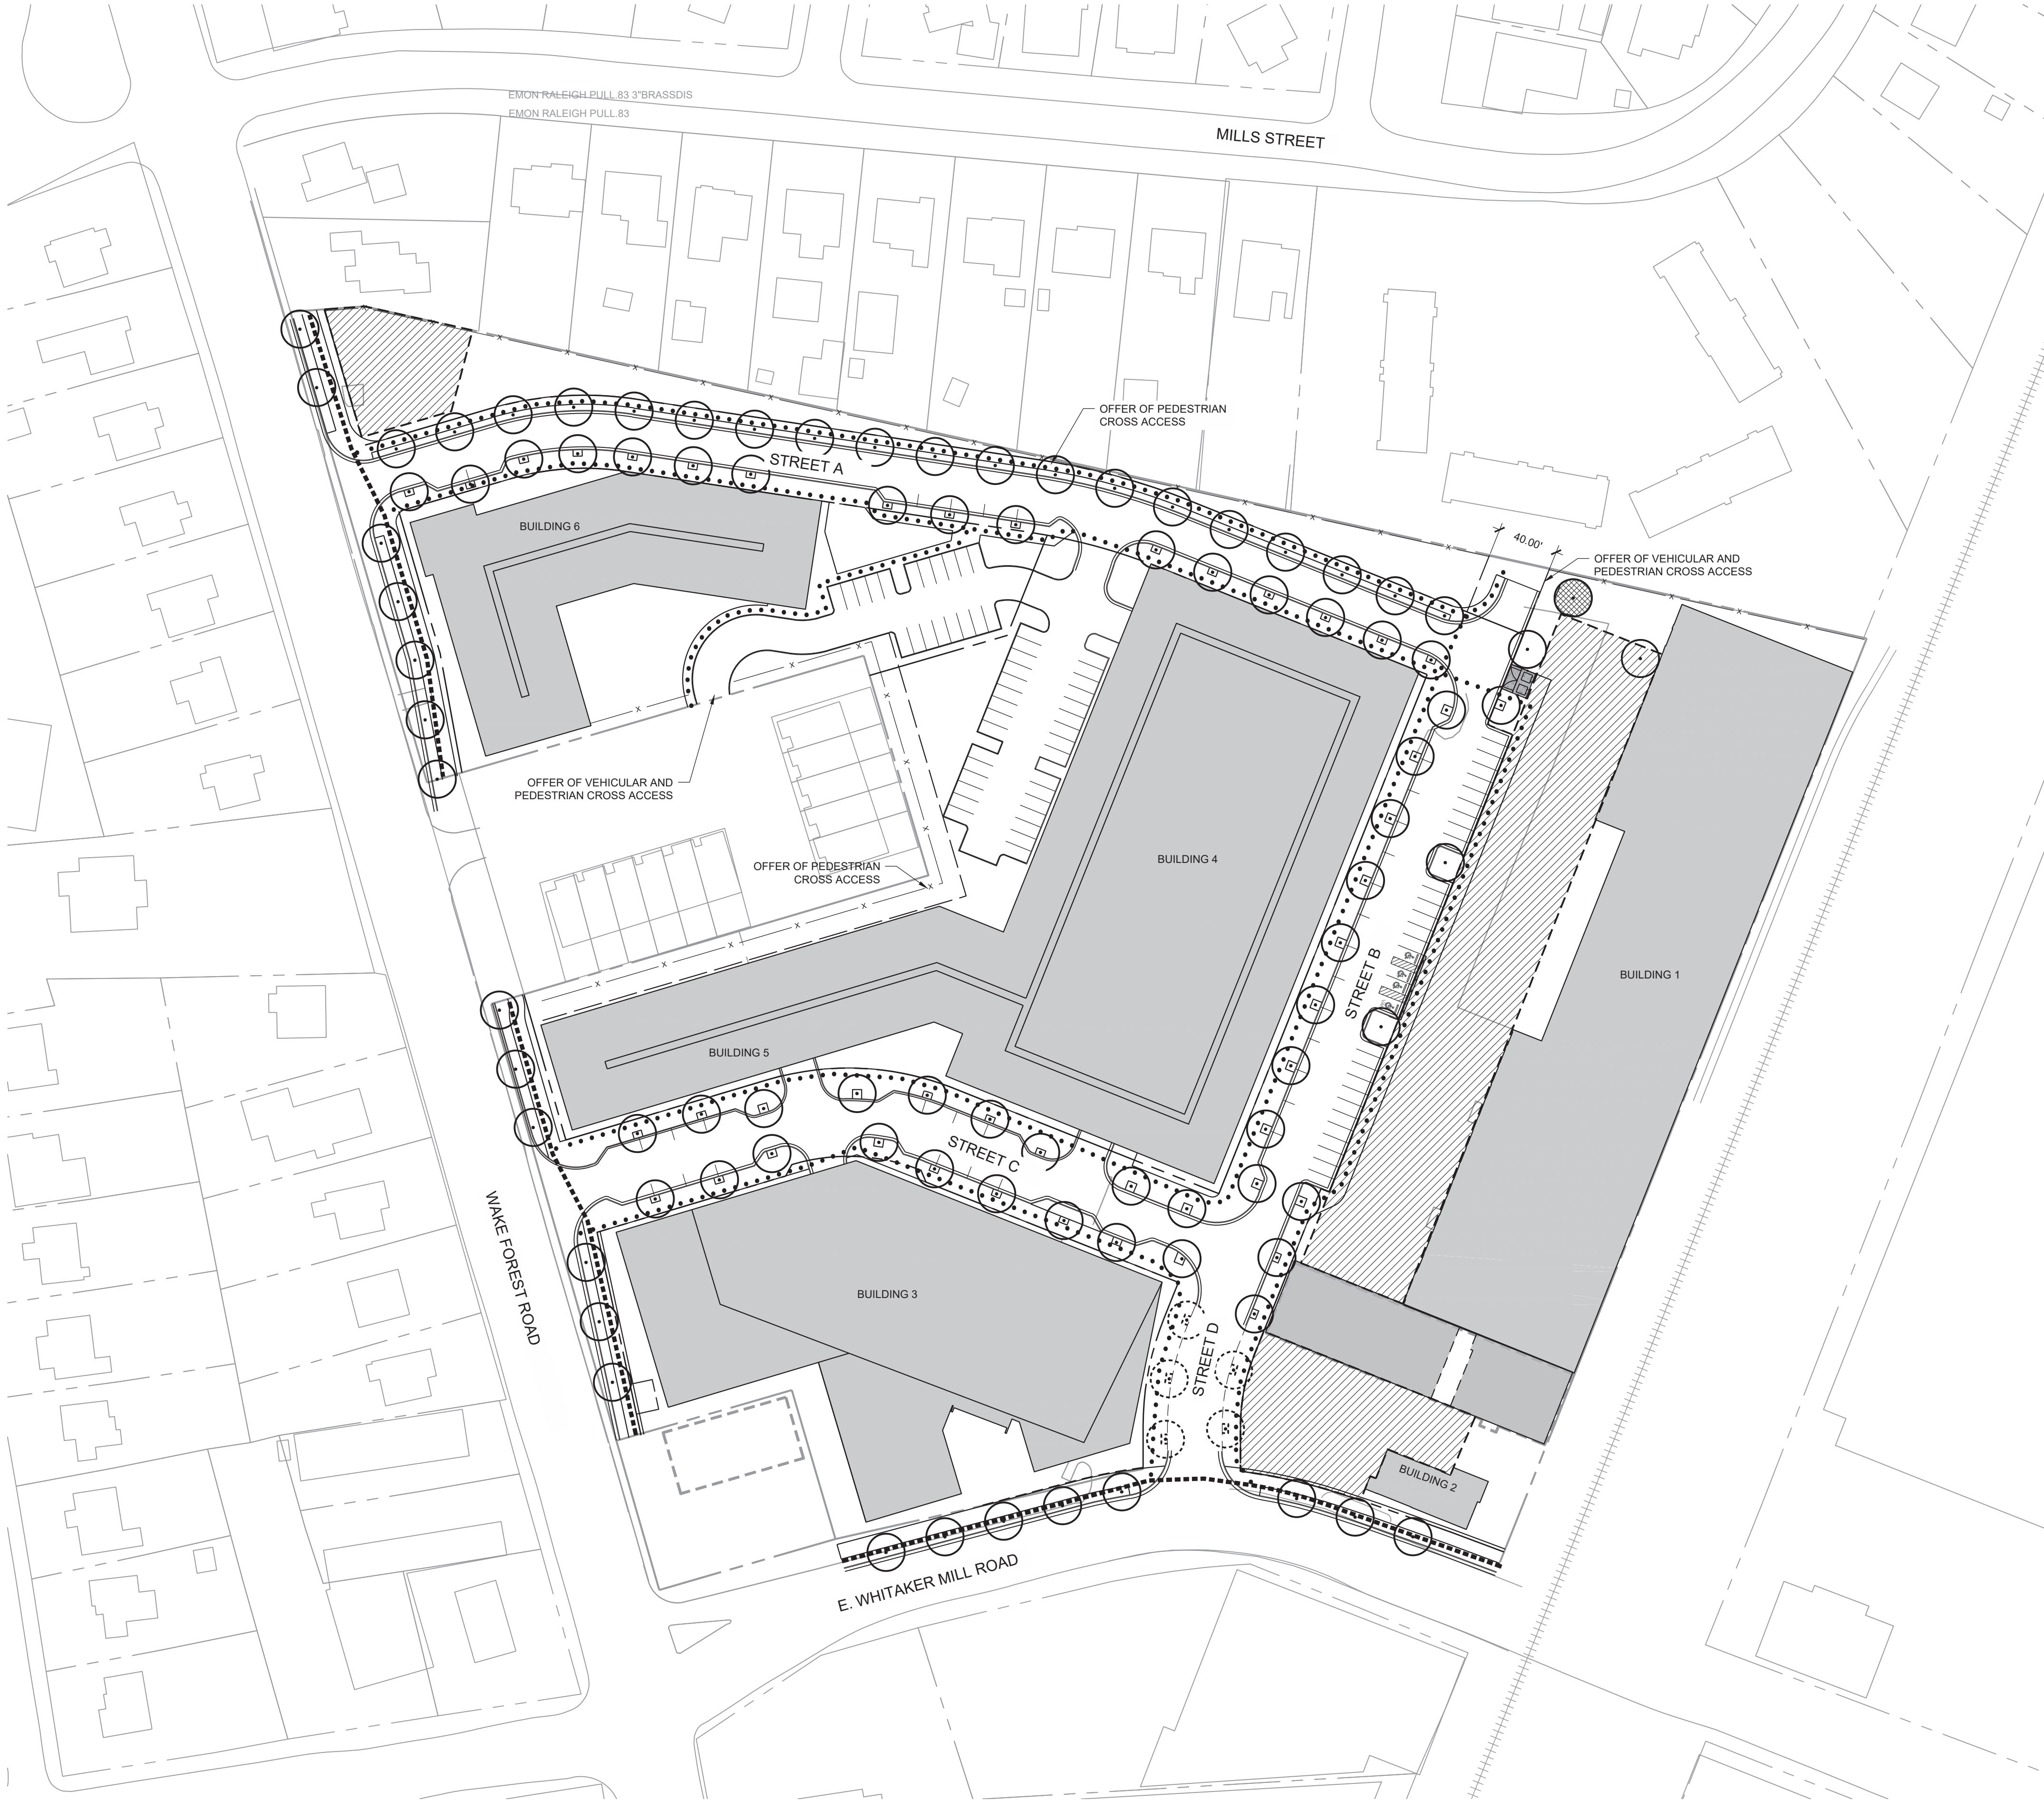 EMON RALEIGH PULL.83 3"BRASSDIS
EMON RALEIGH PULL.83
MILLS STREET
OFFER OF PEDESTRIAN
CROSS ACCESS
STREET A
BUILDING 6
40.00'
OFFER OF VEHICULAR AND
PEDESTRIAN CROSS ACCESS
OFFER OF VEHICULAR AND
PEDESTRIAN CROSS ACCESS
OFFER OF PEDESTRIAN
CROSS ACCESS
BUILDING 4
STREET B
BUILDING 1
BUILDING 5
STREET C
WAKE FOREST ROAD
BUILDING 3
STREET D
BUILDING 2
E. WHITAKER MILL ROAD